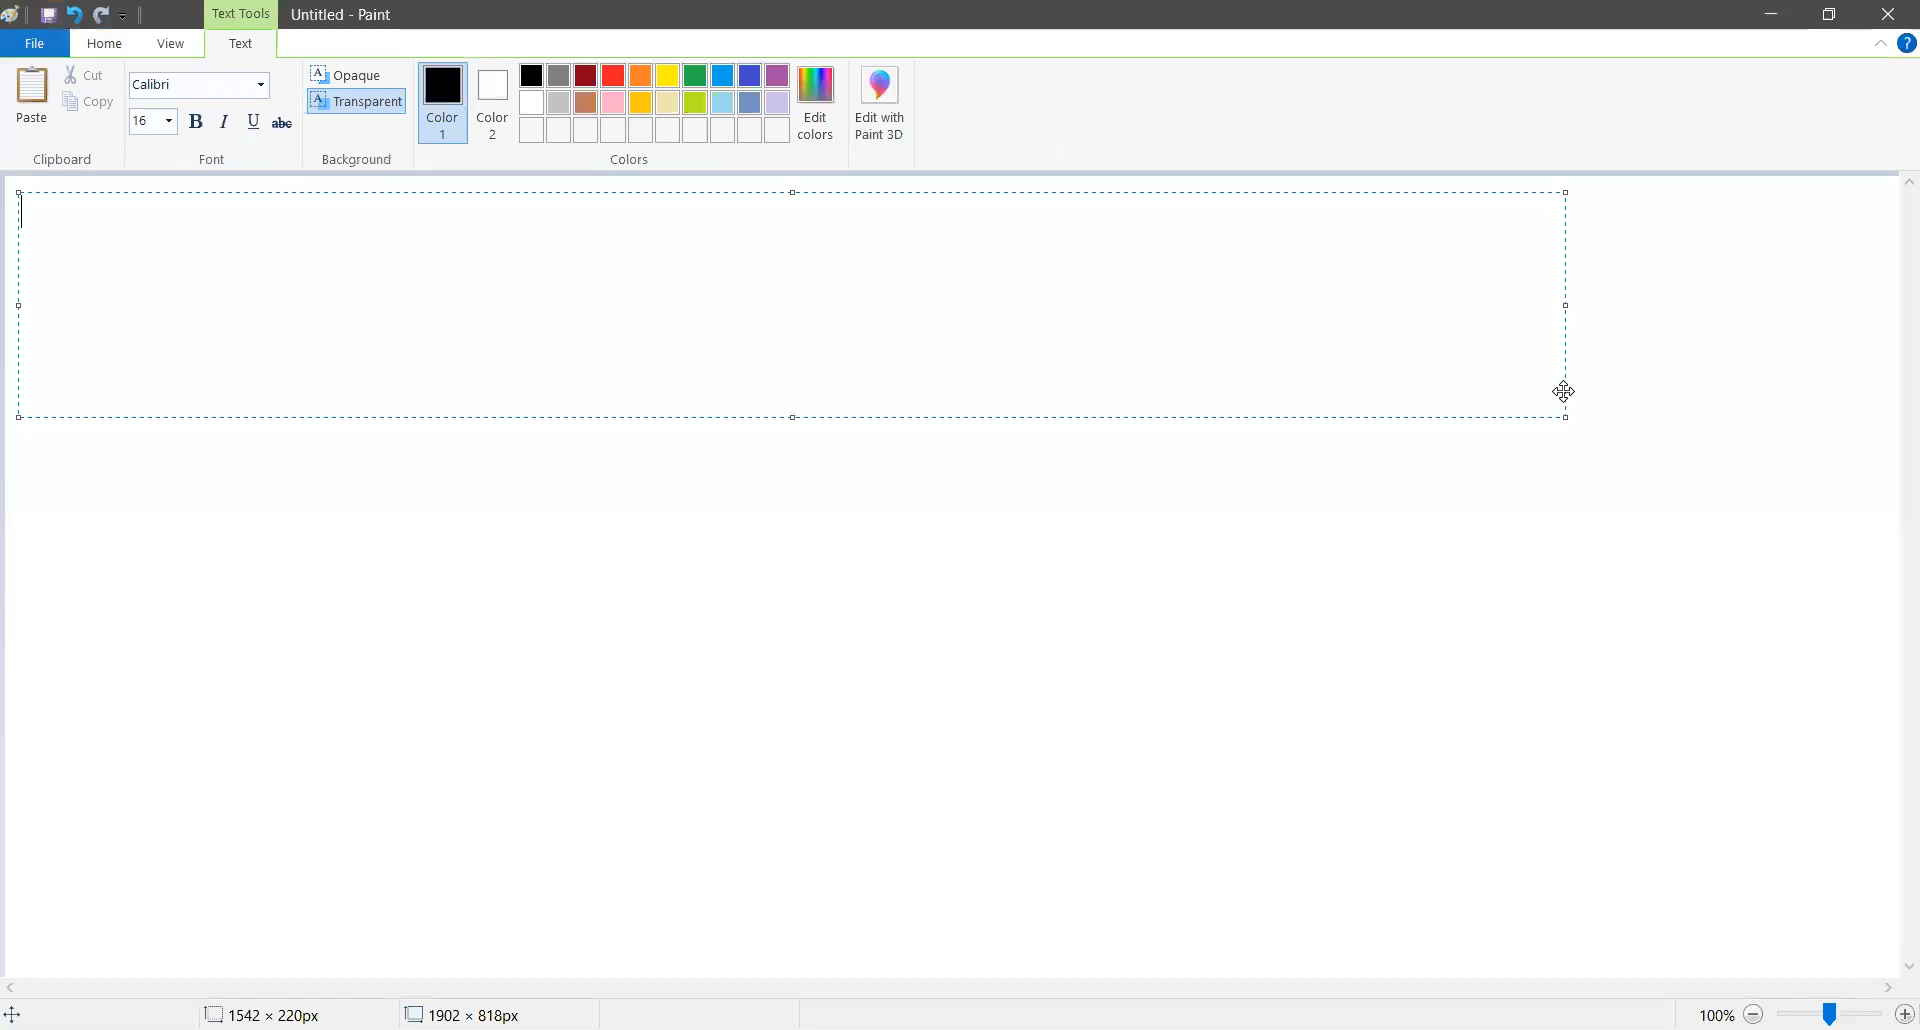 Text Tools Untitled - Paint
File Home View Text ?
Paste Cut Calibri A Opaque Color 1 Color 2 Edit colors Edit with Paint 3D
Copy 16 B I U abc A Transparent
Clipboard Font Background Colors
1542 × 220px 1902 × 818px 100%